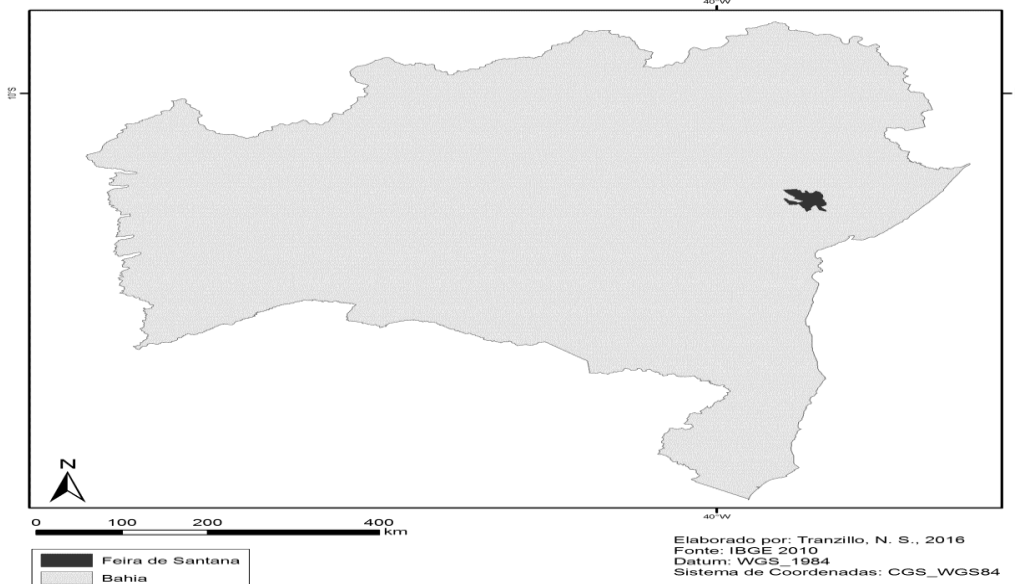 40°W
10°S
N
0 100 200 400
km
40°W
Feira de Santana
Bahia
Elaborado por: Tranzillo, N. S., 2016
Fonte: IBGE 2010
Datum: WGS_1984
Sistema de Coordenadas: CGS_WGS84